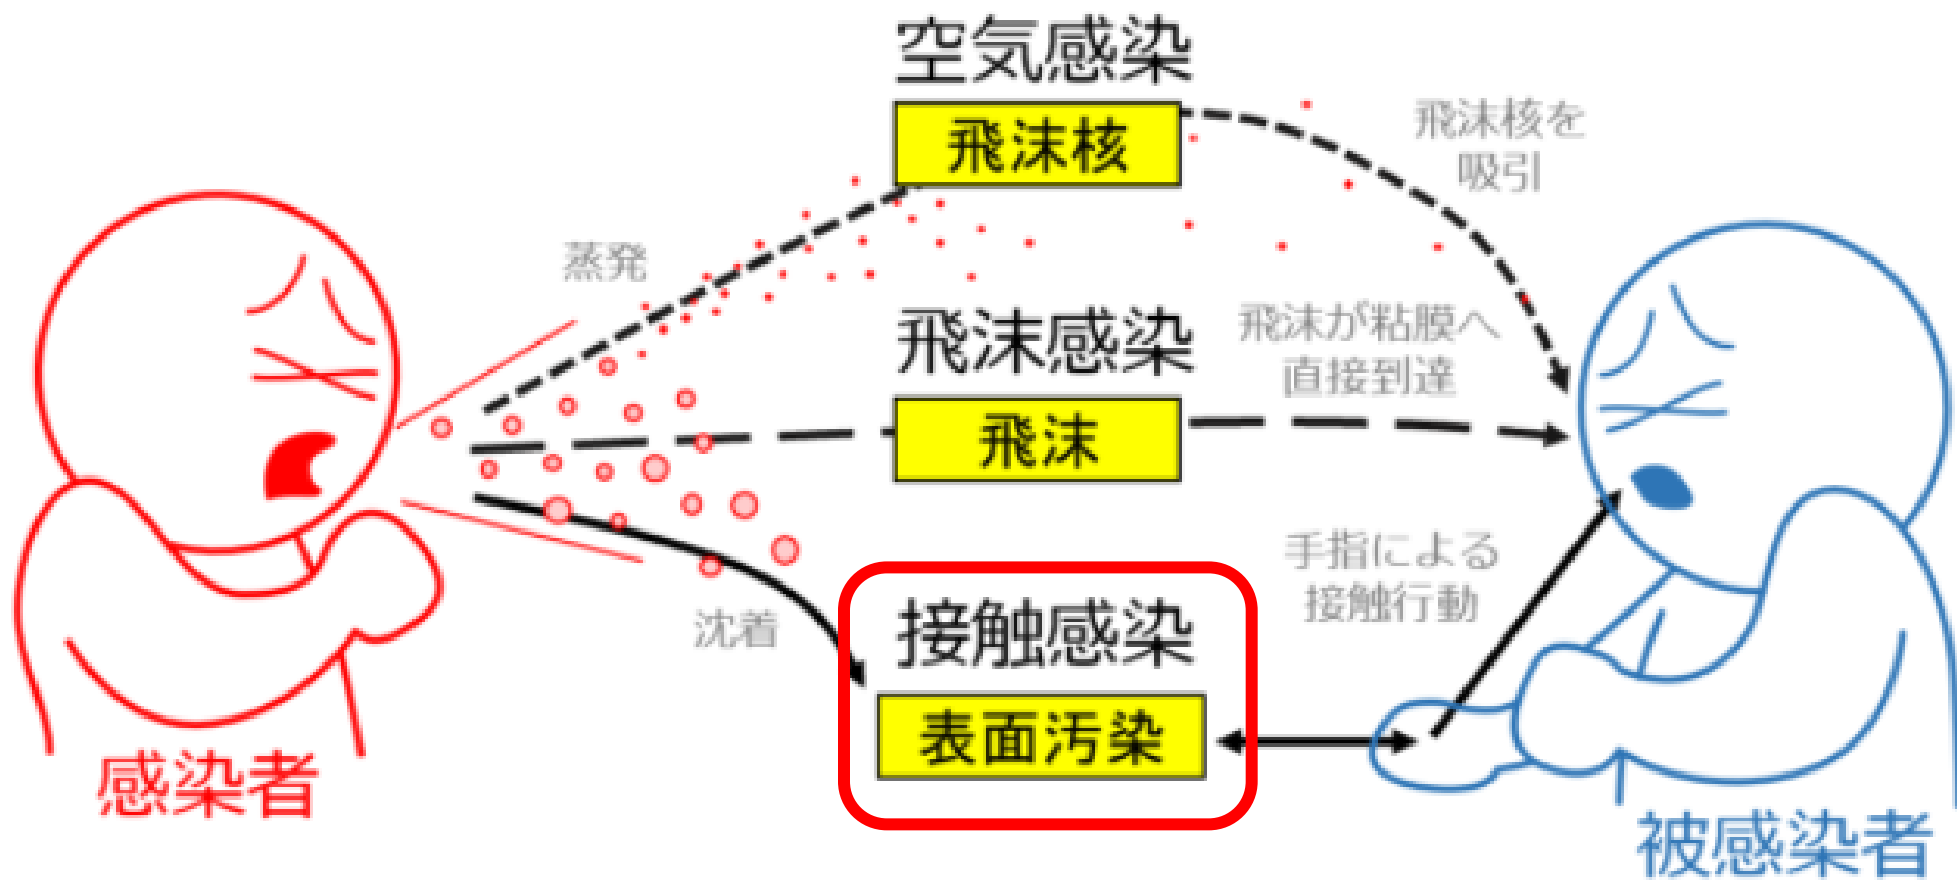 空気感染
飛沫核
飛沫核を
吸引
蒸発
飛沫感染
飛沫
飛沫が粘膜へ
直接到達
接触感染
表面汚染
沈着
手指による
接触行動
感染者
被感染者